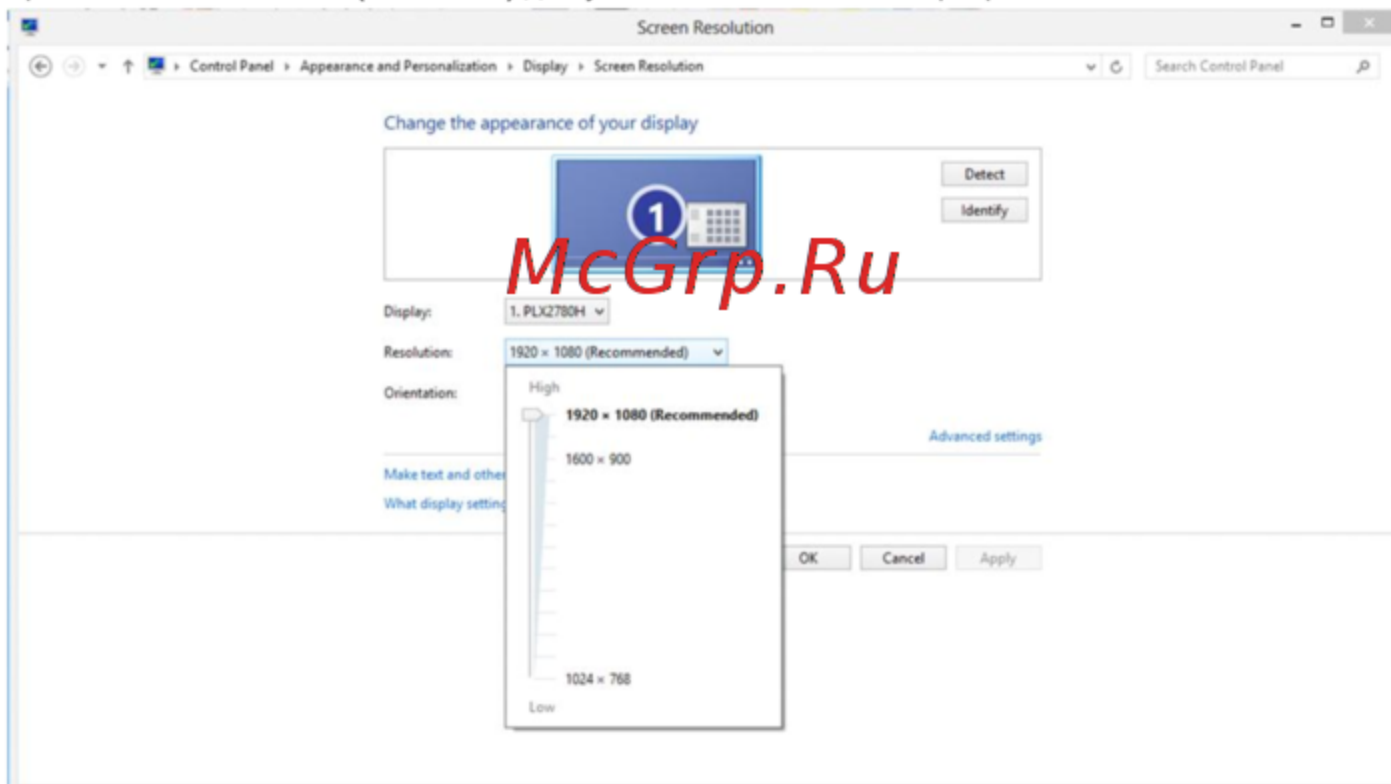 Screen Resolution
Control Panel Appearance and Personalization Display Screen Resolution
Search Control Panel
Change the appearance of your display
1
Detect
Identify
McGrp.Ru
Display:
1. PLX2780H
Resolution:
1920 × 1080 (Recommended)
Orientation:
High
1920 × 1080 (Recommended)
1600 × 900
1024 × 768
Low
Advanced settings
Make text and other
What display setting
OK
Cancel
Apply